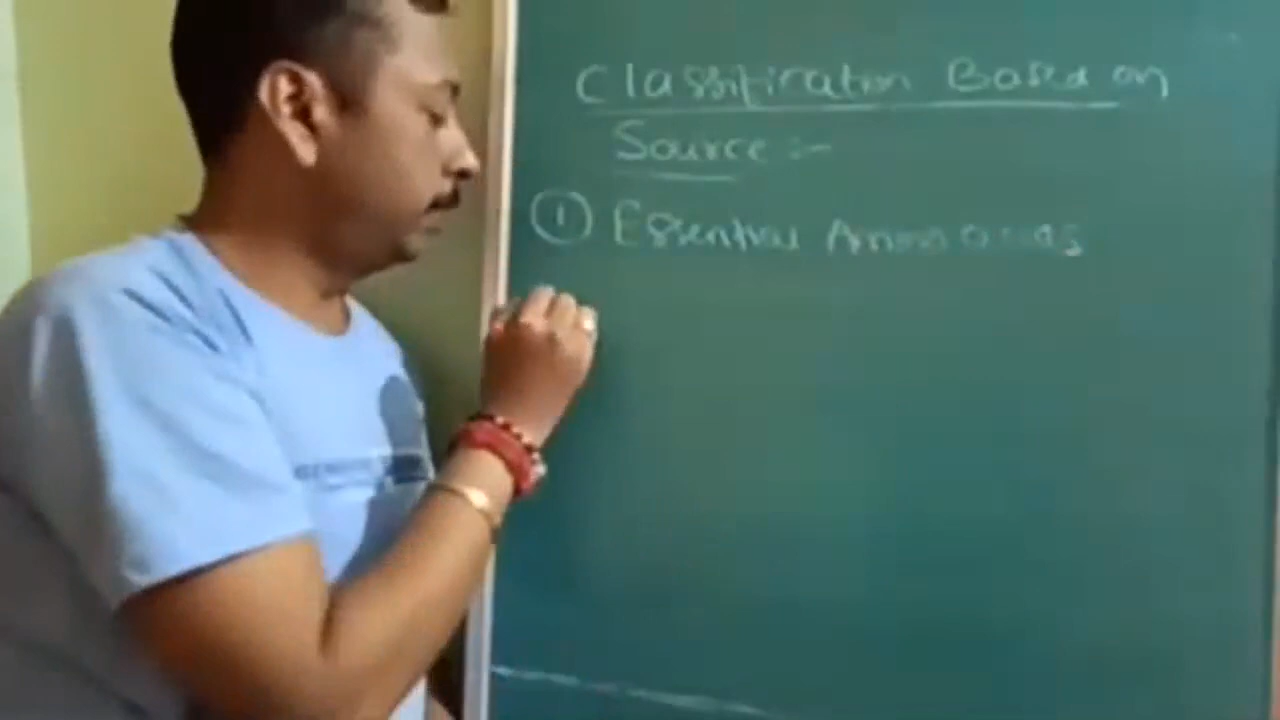 Classification Based on
Source :-
① Essential Amino acids